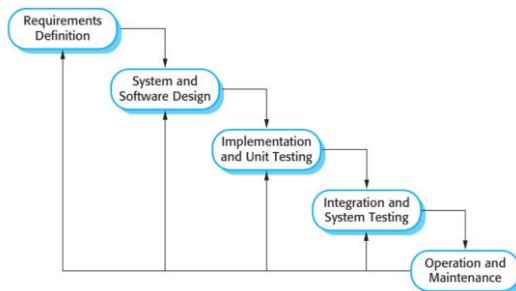 Requirements
Definition
System and
Software Design
Implementation
and Unit Testing
Integration and
System Testing
Operation and
Maintenance